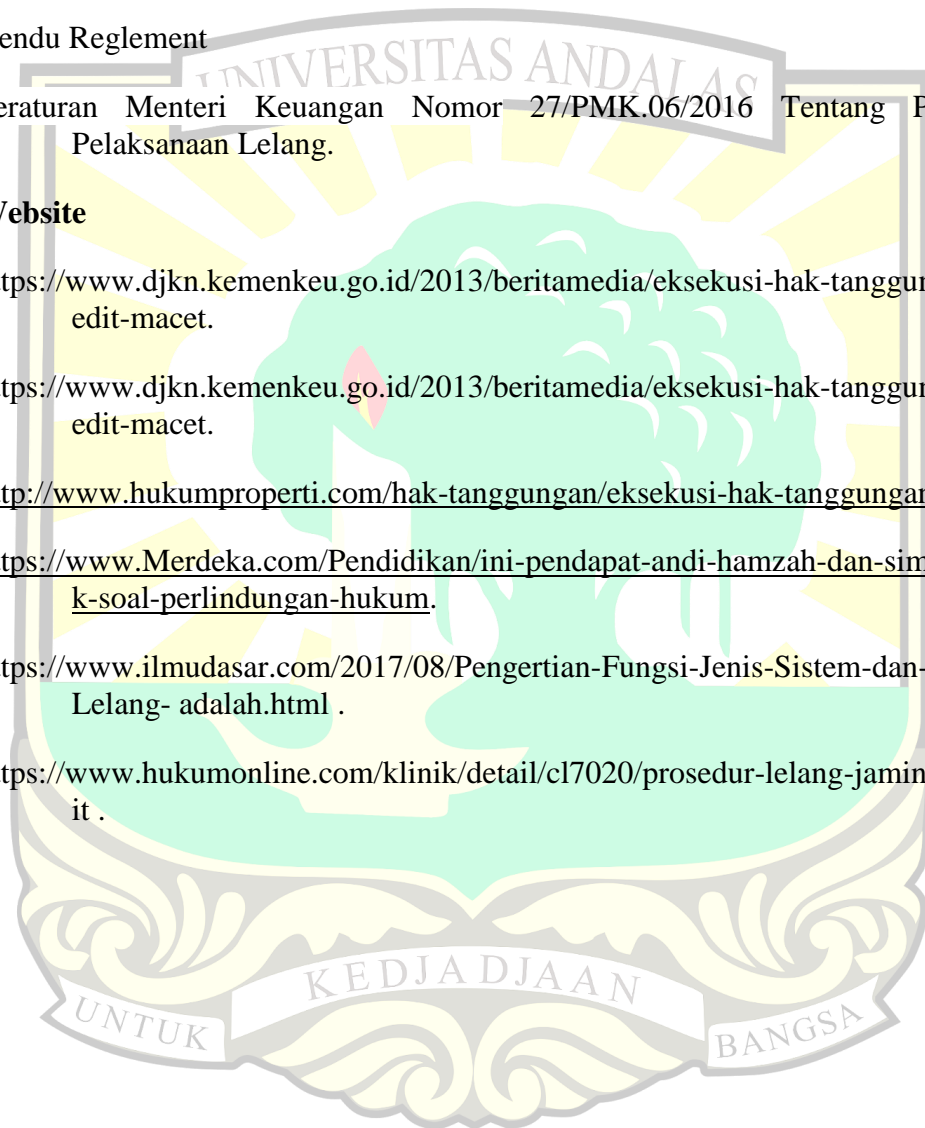 endu Reglement
UNIVERSITAS ANDALAS
eraturan Menteri Keuangan Nomor 27/PMK.06/2016 Tentang P
Pelaksanaan Lelang.
Website
tps://www.djkn.kemenkeu.go.id/2013/beritamedia/eksekusi-hak-tanggun
edit-macet.
tps://www.djkn.kemenkeu.go.id/2013/beritamedia/eksekusi-hak-tanggun
edit-macet.
tp://www.hukumproperti.com/hak-tanggungan/eksekusi-hak-tanggungan
tps://www.Merdeka.com/Pendidikan/ini-pendapat-andi-hamzah-dan-sim
k-soal-perlindungan-hukum.
tps://www.ilmudasar.com/2017/08/Pengertian-Fungsi-Jenis-Sistem-dan-
Lelang- adalah.html .
tps://www.hukumonline.com/klinik/detail/cl7020/prosedur-lelang-jamin
it .
UNTUK KEDJADJAAN BANGSA